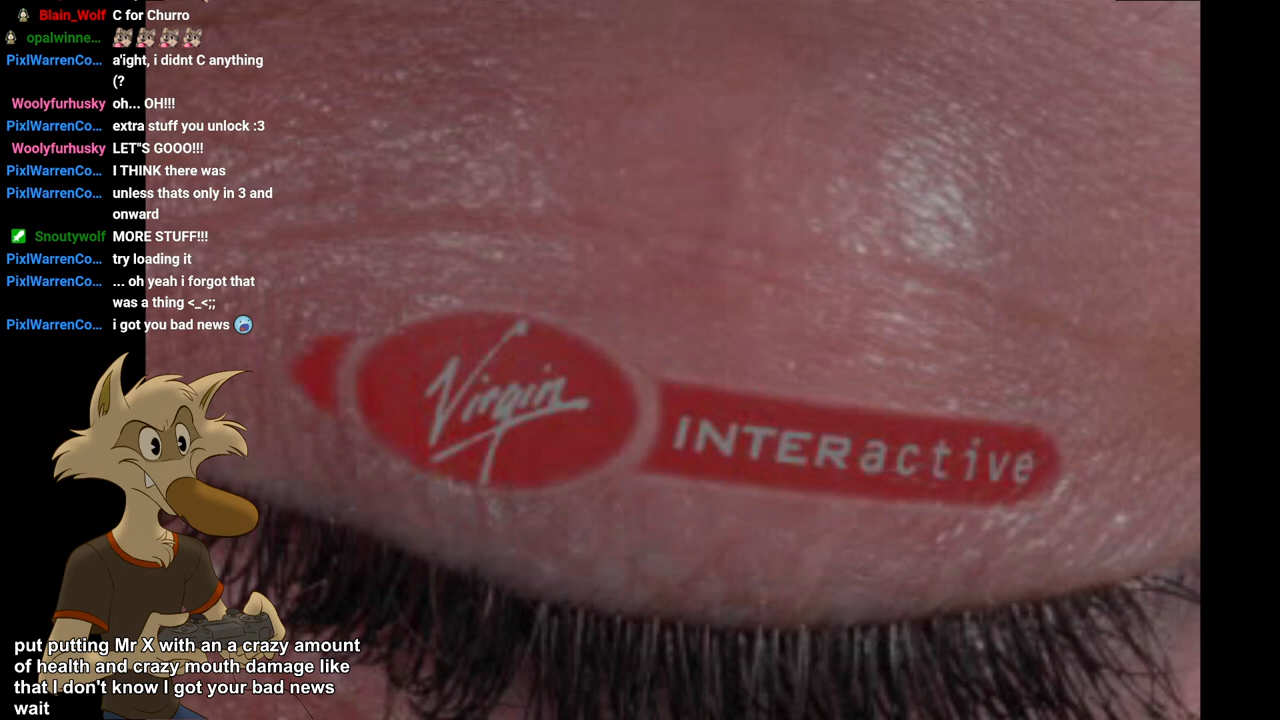 Blain_Wolf C for Churro
opalwinne...
PixlWarrenCo... a'ight, i didnt C anything
(?
Woolyfurhusky oh... OH!!!
PixlWarrenCo... extra stuff you unlock :3
Woolyfurhusky LET"S GOOO!!!
PixlWarrenCo... I THINK there was
PixlWarrenCo... unless thats only in 3 and
onward
Snoutywolf MORE STUFF!!!
PixlWarrenCo... try loading it
PixlWarrenCo... ... oh yeah i forgot that
was a thing <_<;;
PixlWarrenCo... i got you bad news
Virgin INTERactive
put putting Mr X with an a crazy amount
of health and crazy mouth damage like
that I don't know I got your bad news
wait